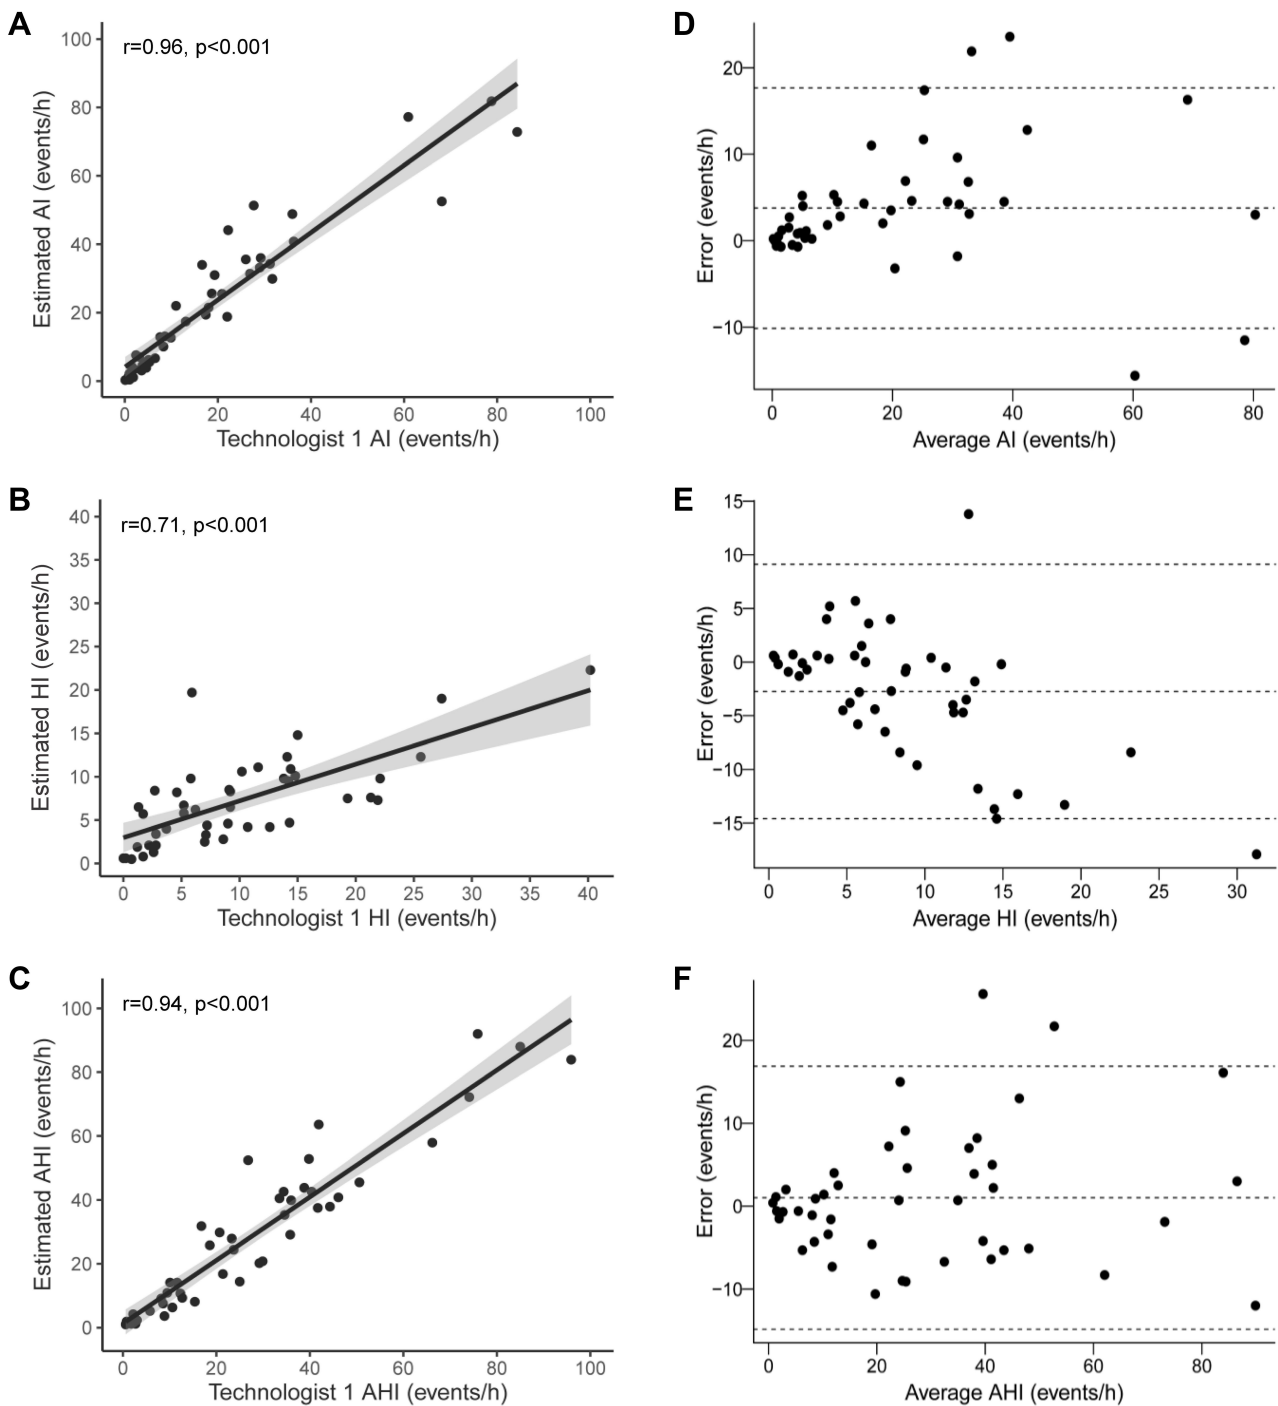 A
r=0.96, p<0.001
Estimated AI (events/h)
100
80
60
40
20
0
0 20 40 60 80 100
Technologist 1 AI (events/h)
D
Error (events/h)
20
10
0
−10
0 20 40 60 80
Average AI (events/h)
B
r=0.71, p<0.001
Estimated HI (events/h)
40
35
30
25
20
15
10
5
0
0 5 10 15 20 25 30 35 40
Technologist 1 HI (events/h)
E
Error (events/h)
15
10
5
0
−5
−10
−15
0 5 10 15 20 25 30
Average HI (events/h)
C
r=0.94, p<0.001
Estimated AHI (events/h)
100
80
60
40
20
0
0 20 40 60 80 100
Technologist 1 AHI (events/h)
F
Error (events/h)
20
10
0
−10
0 20 40 60 80
Average AHI (events/h)